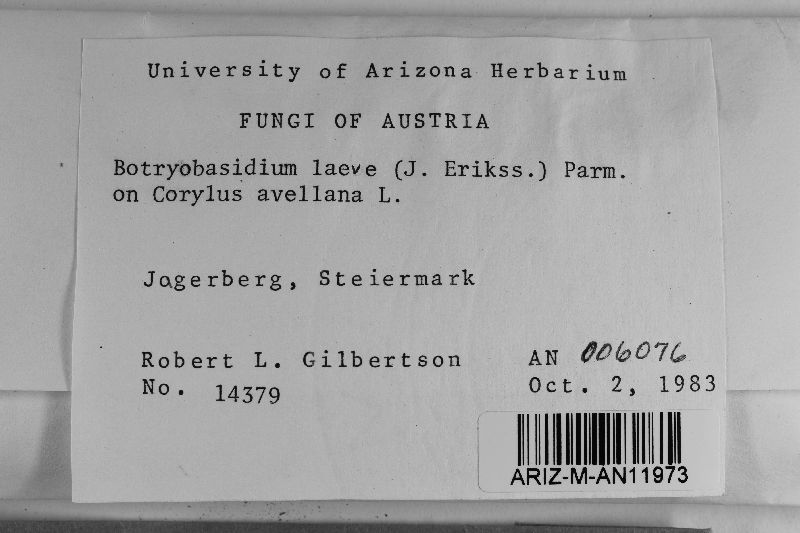 University of Arizona Herbarium
FUNGI OF AUSTRIA
Botryobasidium laeve (J. Erikss.) Parm.
on Corylus avellana L.
Jagerberg, Steiermark
Robert L. Gilbertson
AN 006076
No. 14379
Oct. 2, 1983
ARIZ-M-AN11973